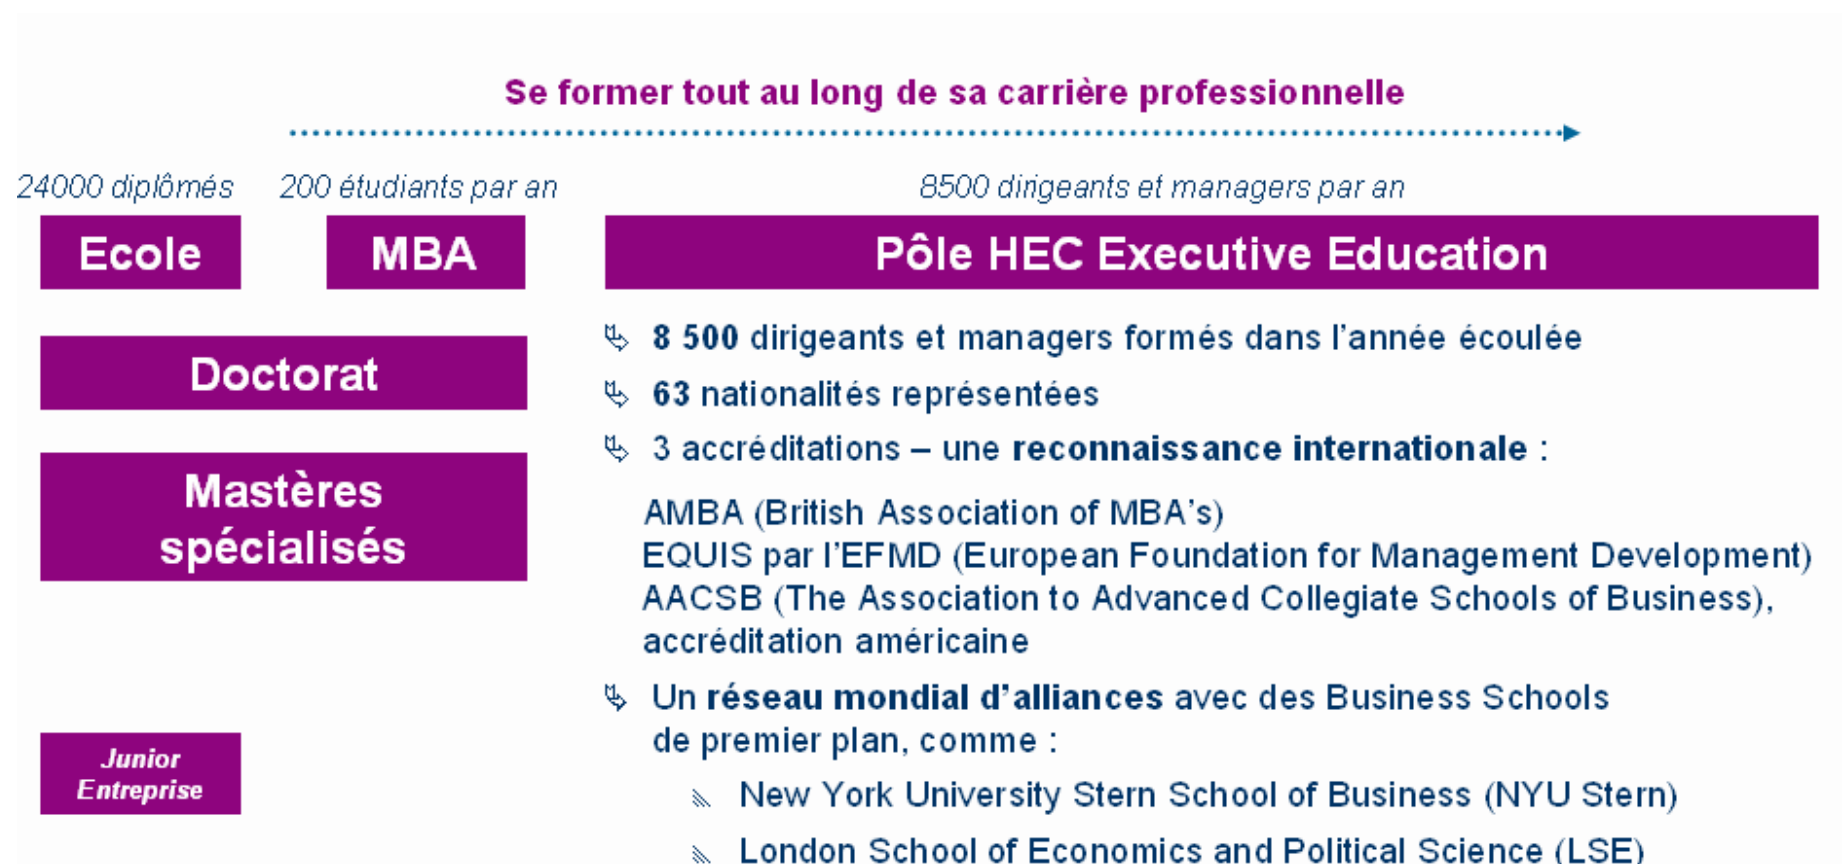 Se former tout au long de sa carrière professionnelle
24000 diplômés
200 étudiants par an
8500 dirigeants et managers par an
Ecole
MBA
Pôle HEC Executive Education
Doctorat
Mastères
spécialisés
Junior
Entreprise
8 500 dirigeants et managers formés dans l'année écoulée
63 nationalités représentées
3 accréditations – une reconnaissance internationale :
AMBA (British Association of MBA's)
EQUIS par l'EFMD (European Foundation for Management Development)
AACSB (The Association to Advanced Collegiate Schools of Business),
accréditation américaine
Un réseau mondial d'alliances avec des Business Schools
de premier plan, comme :
New York University Stern School of Business (NYU Stern)
London School of Economics and Political Science (LSE)